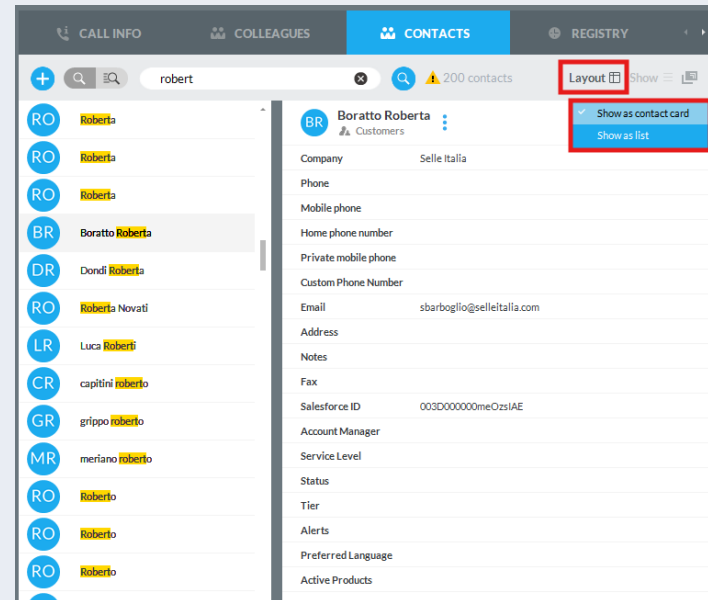 CALL INFO COLLEAGUES CONTACTS REGISTRY
robert 200 contacts Layout Show
Show as contact card
Show as list
RO Roberta
RO Roberta
RO Roberta
BR Boratto Roberta
DR Dondi Roberta
RO Roberta Novati
LR Luca Roberti
CR capitini roberto
GR grippo roberto
MR meriano roberto
RO Roberto
RO Roberto
RO Roberto
BR Boratto Roberta
Customers
Company Selle Italia
Phone
Mobile phone
Home phone number
Private mobile phone
Custom Phone Number
Email sbarboglio@selleitalia.com
Address
Notes
Fax
Salesforce ID 003D000000meOzsIAE
Account Manager
Service Level
Status
Tier
Alerts
Preferred Language
Active Products